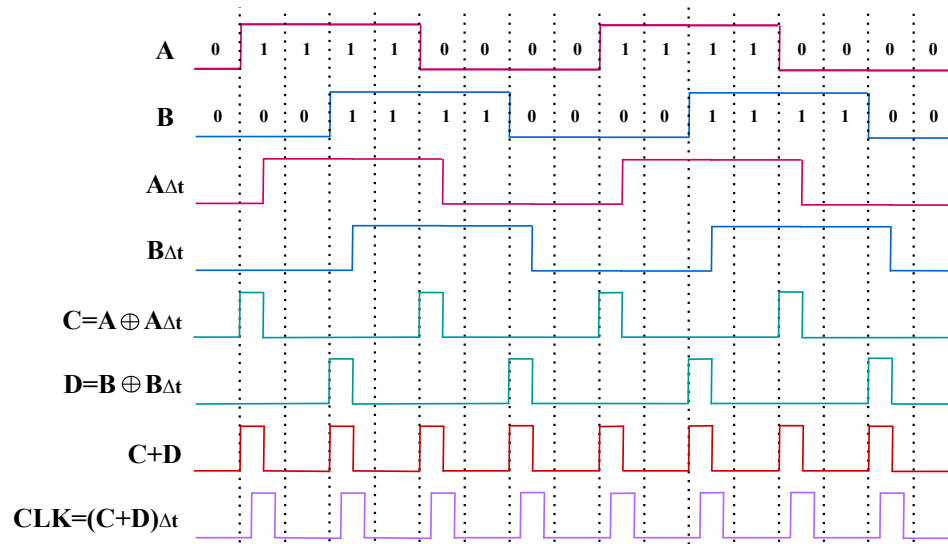 A 0 1 1 1 1 0 0 0 0 1 1 1 1 0 0 0 0
B 0 0 0 1 1 1 1 0 0 0 0 1 1 1 1 0 0
AΔt
BΔt
C=A⊕AΔt
D=B⊕BΔt
C+D
CLK=(C+D)Δt